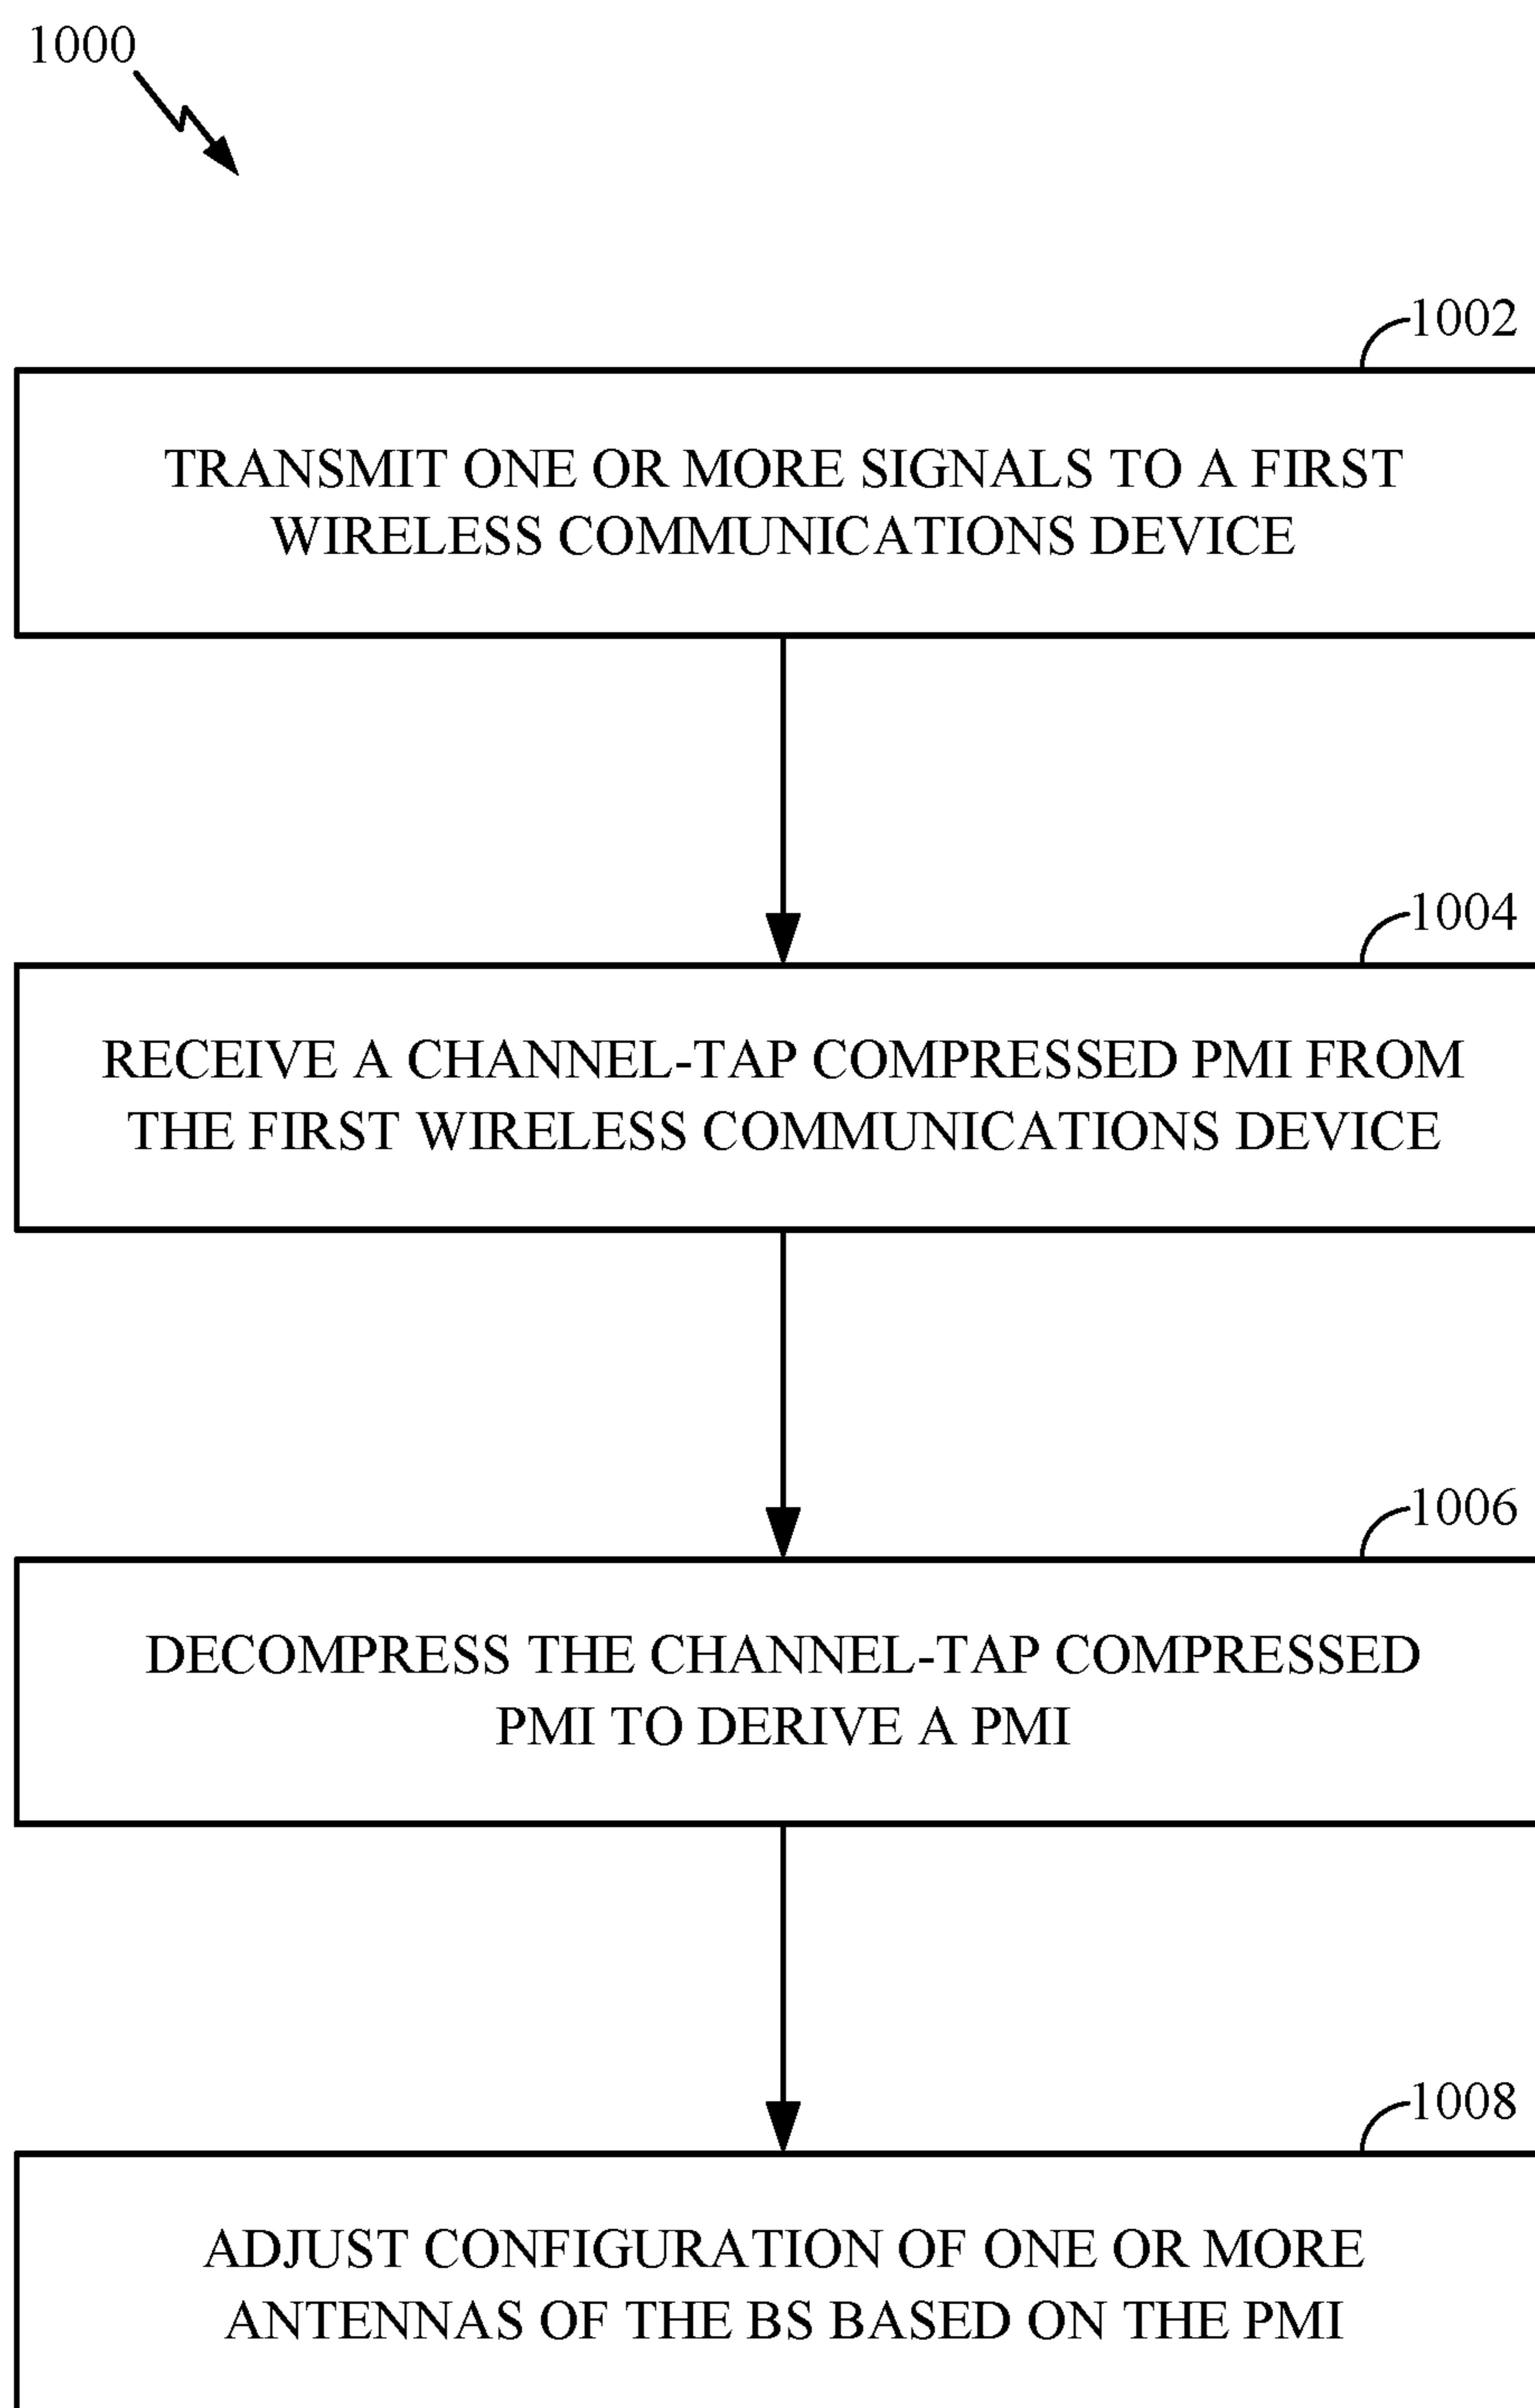 1000
1002
TRANSMIT ONE OR MORE SIGNALS TO A FIRST
WIRELESS COMMUNICATIONS DEVICE
1004
RECEIVE A CHANNEL-TAP COMPRESSED PMI FROM
THE FIRST WIRELESS COMMUNICATIONS DEVICE
1006
DECOMPRESS THE CHANNEL-TAP COMPRESSED
PMI TO DERIVE A PMI
1008
ADJUST CONFIGURATION OF ONE OR MORE
ANTENNAS OF THE BS BASED ON THE PMI